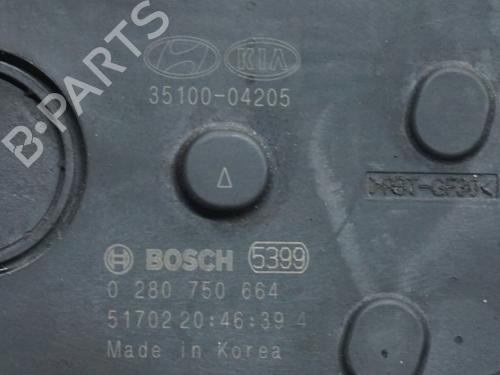 B·PARTS
KIA
35100-04205
>PBT-GF30<
BOSCH 5399
0 280 750 664
51702 20:46:39 4
Made in Korea